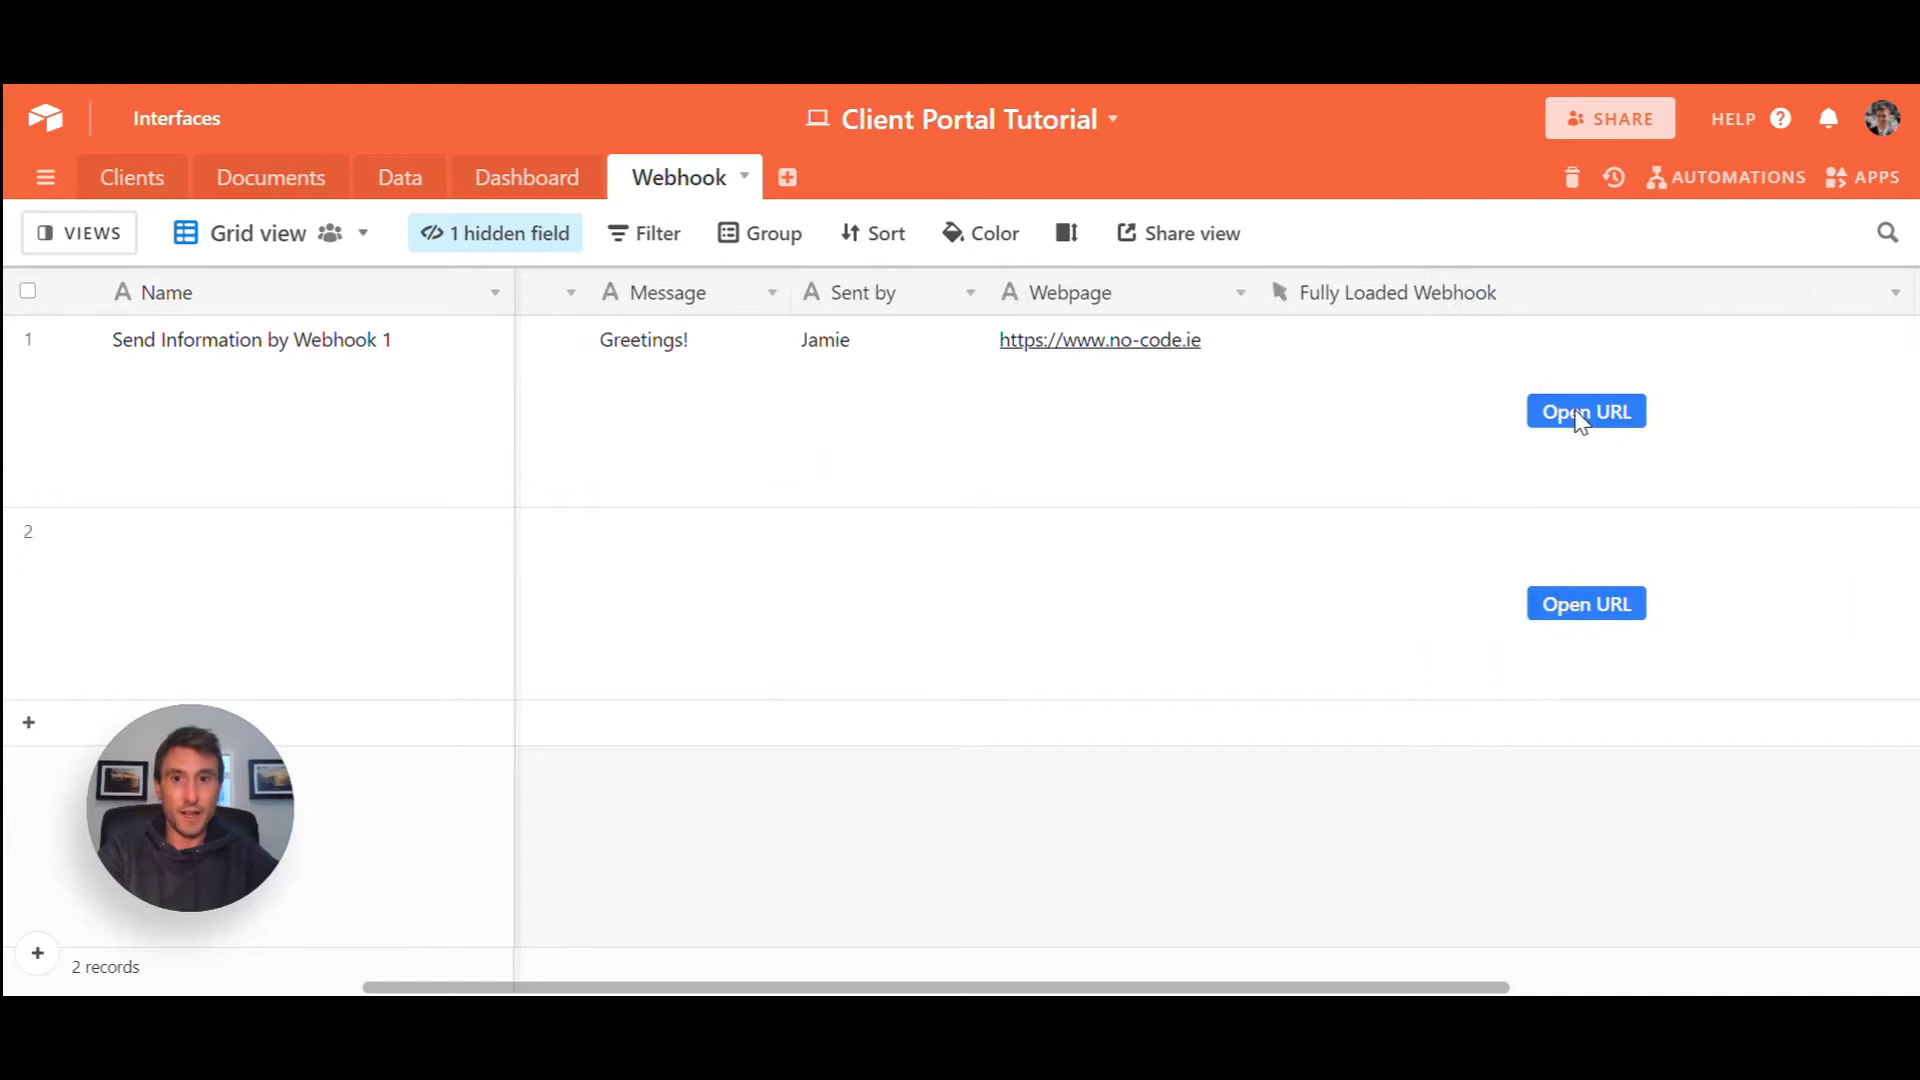 Interfaces
Client Portal Tutorial
SHARE
HELP
Clients
Documents
Data
Dashboard
Webhook
AUTOMATIONS
APPS
VIEWS
Grid view
1 hidden field
Filter
Group
Sort
Color
Share view
Name
Message
Sent by
Webpage
Fully Loaded Webhook
1
Send Information by Webhook 1
Greetings!
Jamie
https://www.no-code.ie
Open URL
2
Open URL
2 records